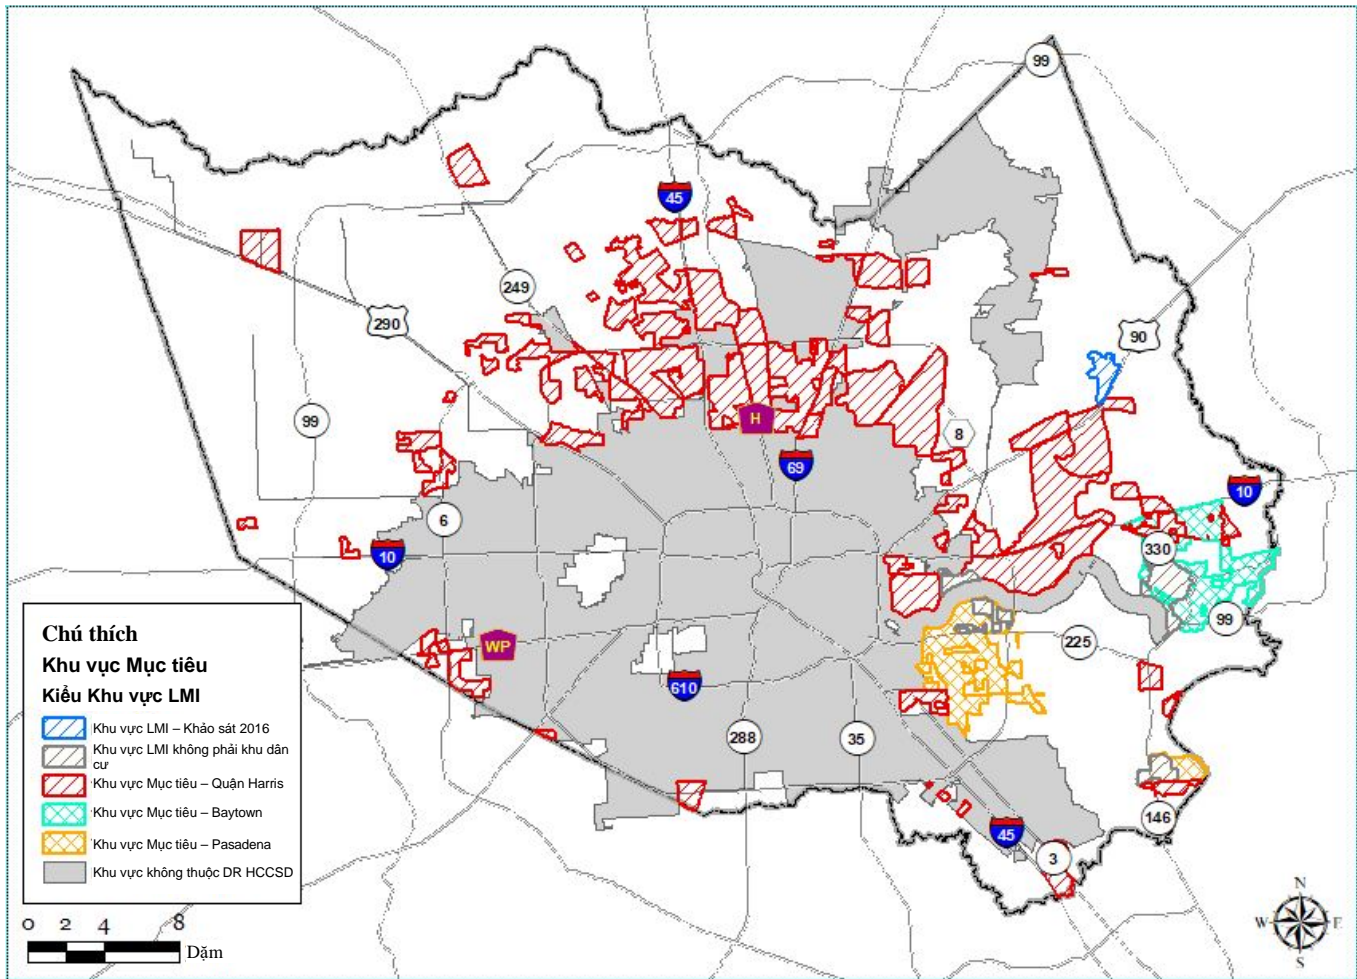 99
45
249
290
90
99
H
8
69
10
6
330
10
99
WP
225
610
288
35
146
45
3
Chú thích
Khu vực Mục tiêu
Kiểu Khu vực LMI
Khu vực LMI – Khảo sát 2016
Khu vực LMI không phải khu dân
cư
Khu vực Mục tiêu – Quận Harris
Khu vực Mục tiêu – Baytown
Khu vực Mục tiêu – Pasadena
Khu vực không thuộc DR HCCSD
0 2 4 8
Dặm
N
W E
S